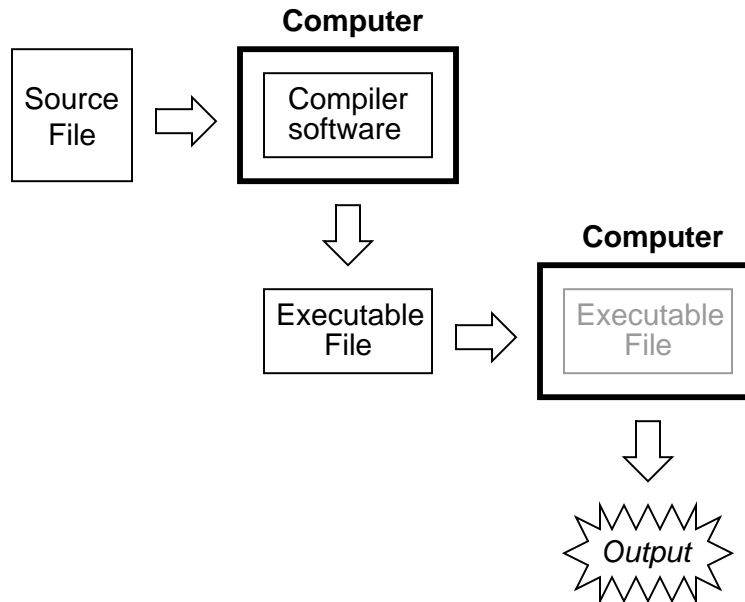 Computer
Source
File
Compiler
software
Computer
Executable
File
Executable
File
Output